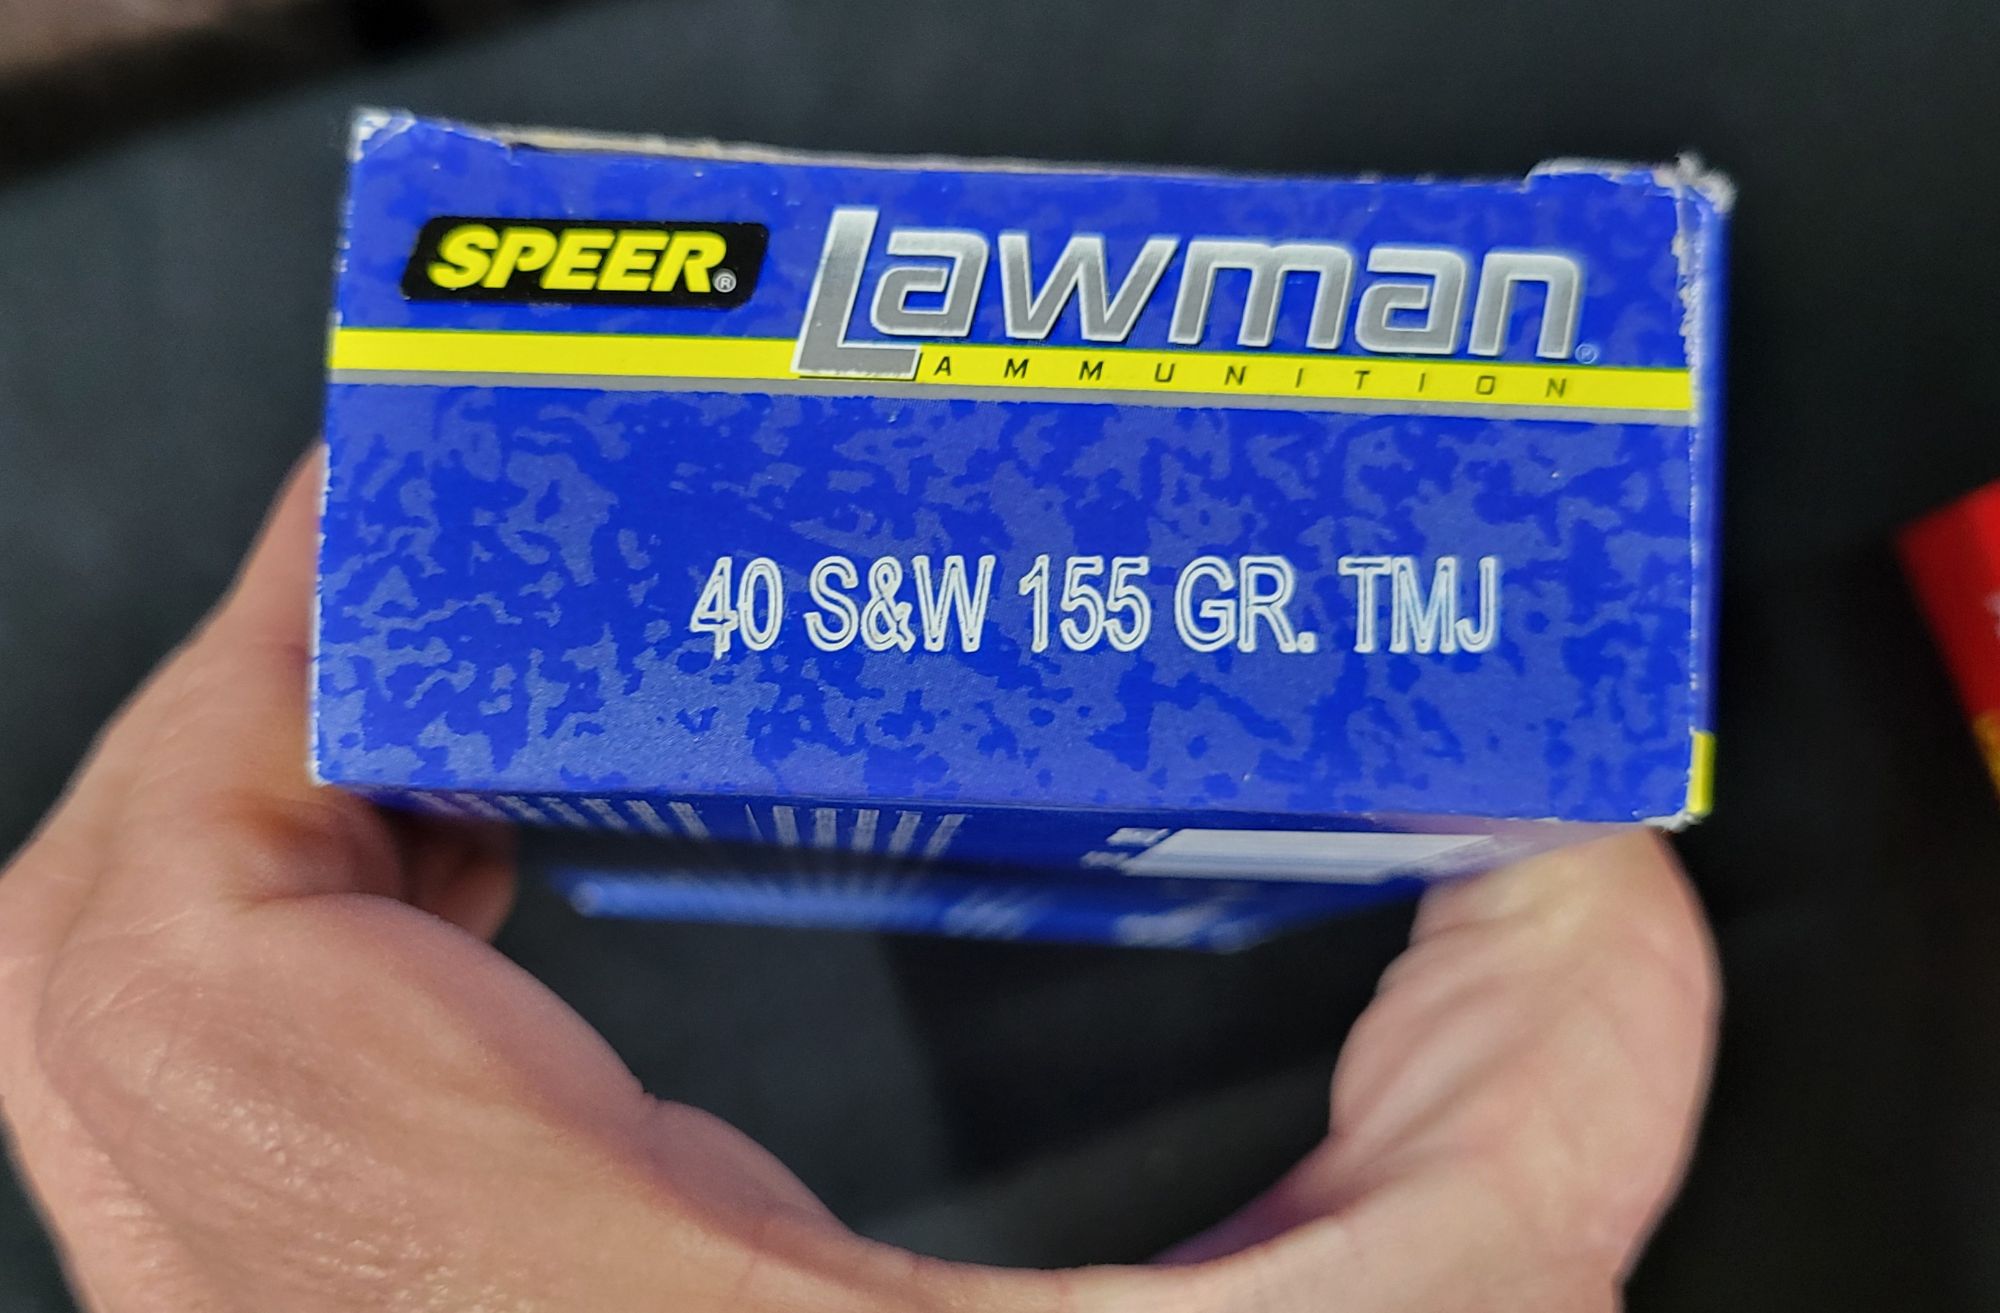 SPEER®
Lawman®
AMMUNITION
40 S&W 155 GR. TMJ